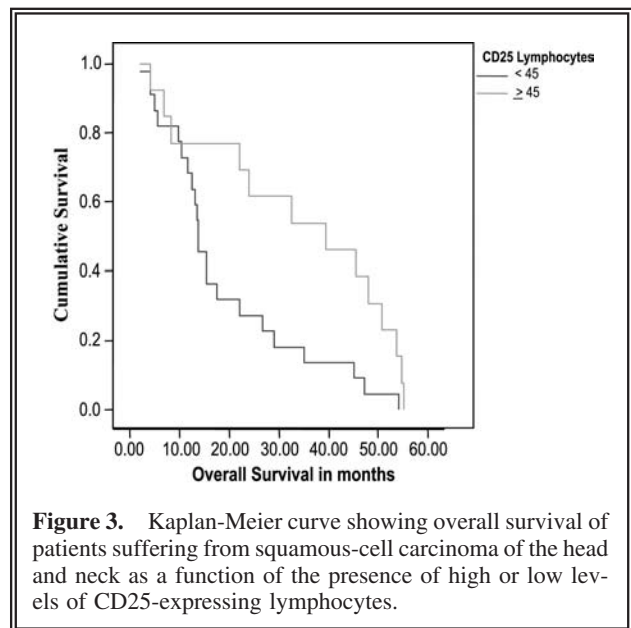 CD25 Lymphocytes
< 45
≥ 45
1.0
0.8
0.6
0.4
0.2
0.0
Cumulative Survival
0.00 10.00 20.00 30.00 40.00 50.00 60.00
Overall Survival in months
Figure 3. Kaplan-Meier curve showing overall survival of
patients suffering from squamous-cell carcinoma of the head
and neck as a function of the presence of high or low lev-
els of CD25-expressing lymphocytes.